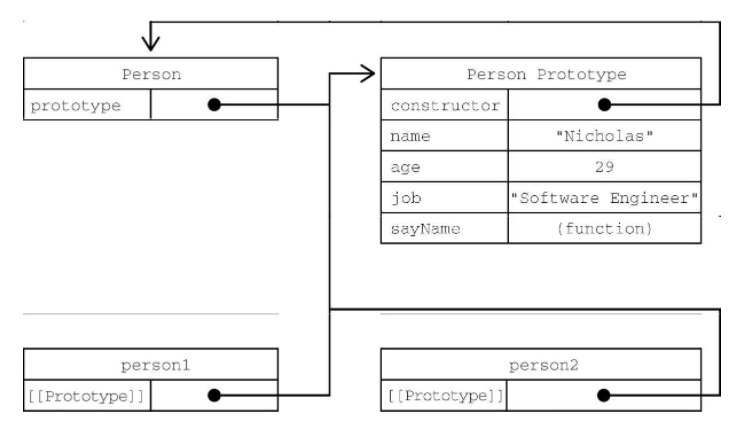 Person
prototype
Person Prototype
constructor
name "Nicholas"
age 29
job "Software Engineer"
sayName (function)
person1
[[Prototype]]
person2
[[Prototype]]